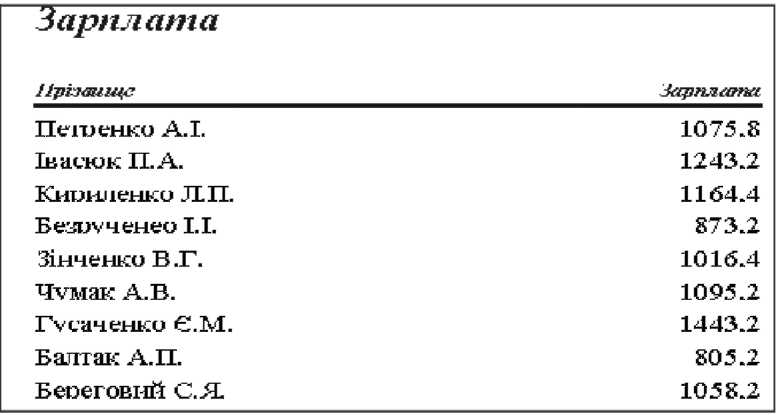 Зарплата
Прізвище Зарплата
Петренко А.І. 1075.8
Івасюк П.А. 1243.2
Кириленко Л.П. 1164.4
Безрученео І.І. 873.2
Зінченко В.Г. 1016.4
Чумак А.В. 1095.2
Гусаченко Є.М. 1443.2
Балтак А.П. 805.2
Береговий С.Я. 1058.2